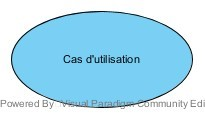 Cas d'utilisation
Powered By Visual Paradigm Community Edi